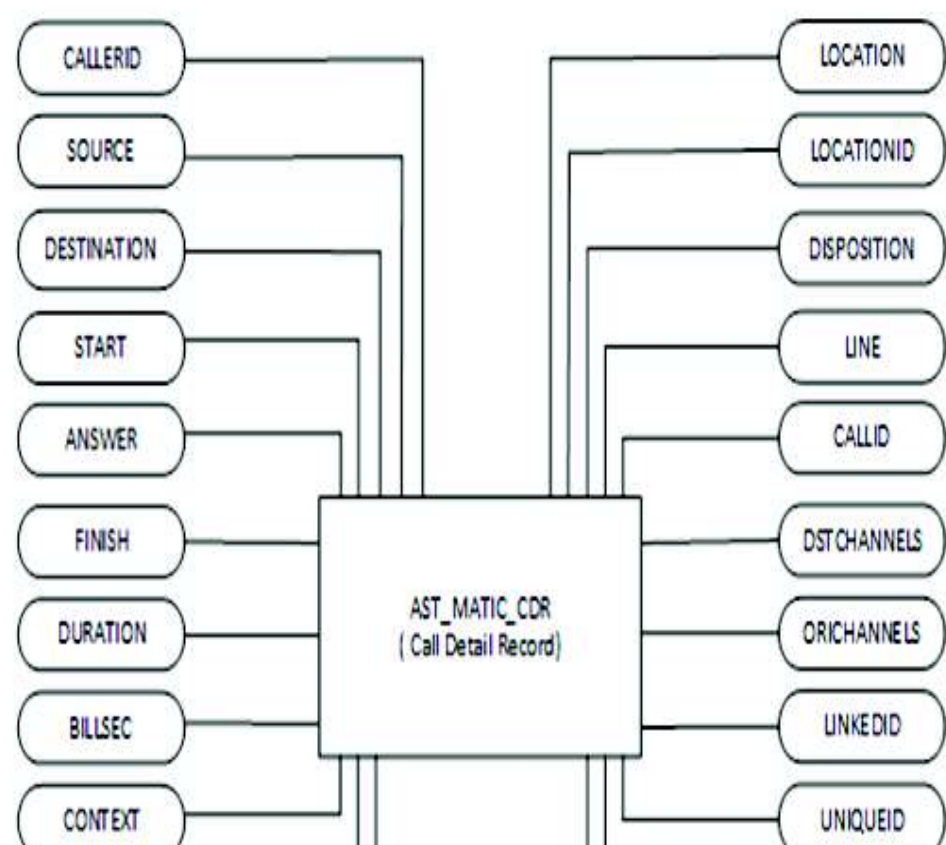 CALLERID
SOURCE
DESTINATION
START
ANSWER
FINISH
DURATION
BILLSEC
CONTEXT
AST_MATIC_CDR
( Call Detail Record)
LOCATION
LOCATIONID
DISPOSITION
LINE
CALLID
DSTCHANNELS
ORICHANNELS
LINKEDID
UNIQUEID